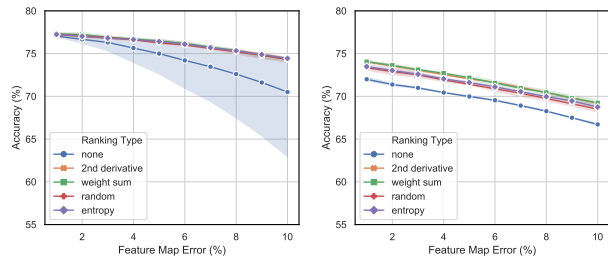 80
75
70
65
60
55
Accuracy (%)
Ranking Type
none
2nd derivative
weight sum
random
entropy
2 4 6 8 10
Feature Map Error (%)
80
75
70
65
60
55
Accuracy (%)
Ranking Type
none
2nd derivative
weight sum
random
entropy
2 4 6 8 10
Feature Map Error (%)